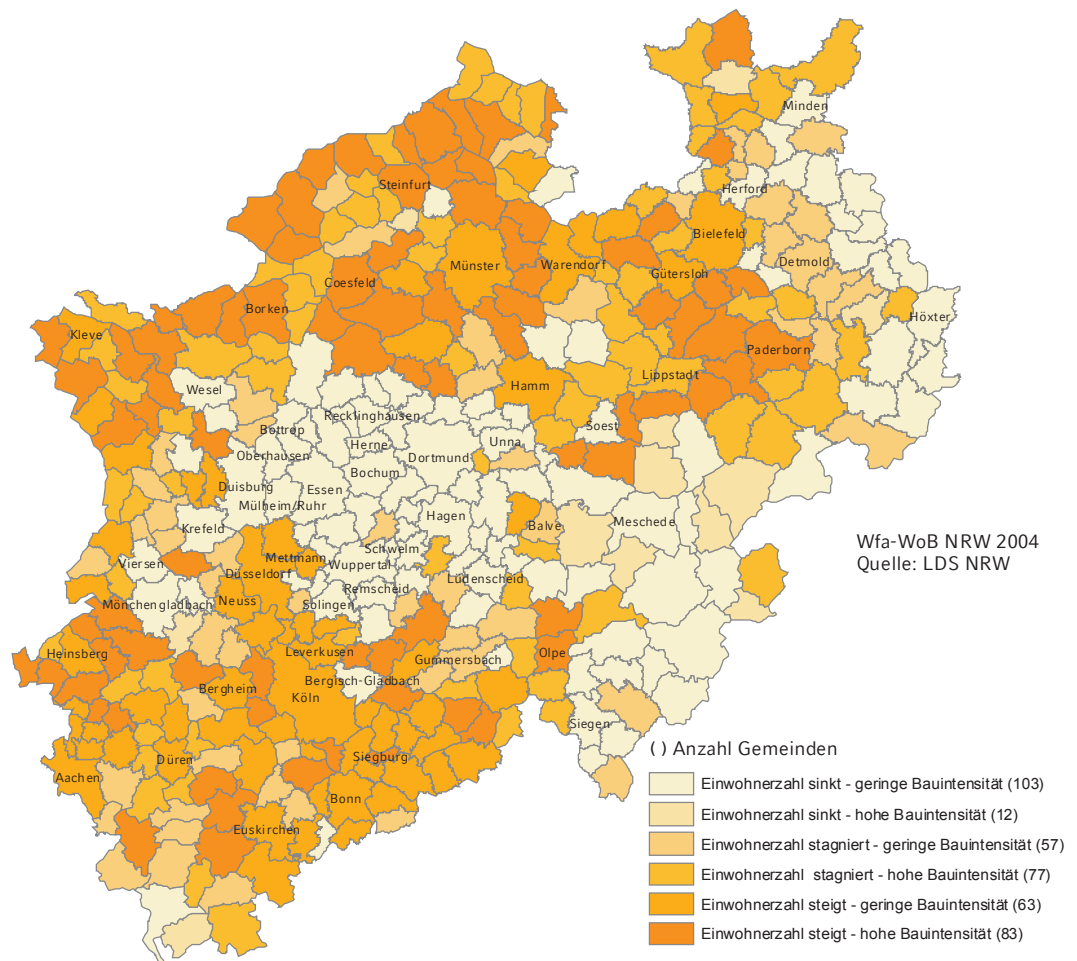 Minden
Steinfurt
Herford
Bielefeld
Münster
Warendorf
Detmold
Gütersloh
Coesfeld
Borken
Höxter
Kleve
Paderborn
Wesel
Hamm
Lippstadt
Recklinghausen
Soest
Bottrop
Herne
Unna
Oberhausen
Dortmund
Bochum
Duisburg
Essen
Mülheim/Ruhr
Hagen
Balve
Meschede
Krefeld
Schwelm
Wfa-WoB NRW 2004
Quelle: LDS NRW
Viersen
Mettmann
Wuppertal
Düsseldorf
Lüdenscheid
Remscheid
Mönchengladbach
Neuss
Solingen
Heinsberg
Leverkusen
Gummersbach
Olpe
Bergheim
Bergisch-Gladbach
Köln
Siegen
Düren
Siegburg
Aachen
Bonn
Euskirchen
( ) Anzahl Gemeinden
Einwohnerzahl sinkt - geringe Bauintensität (103)
Einwohnerzahl sinkt - hohe Bauintensität (12)
Einwohnerzahl stagniert - geringe Bauintensität (57)
Einwohnerzahl stagniert - hohe Bauintensität (77)
Einwohnerzahl steigt - geringe Bauintensität (63)
Einwohnerzahl steigt - hohe Bauintensität (83)